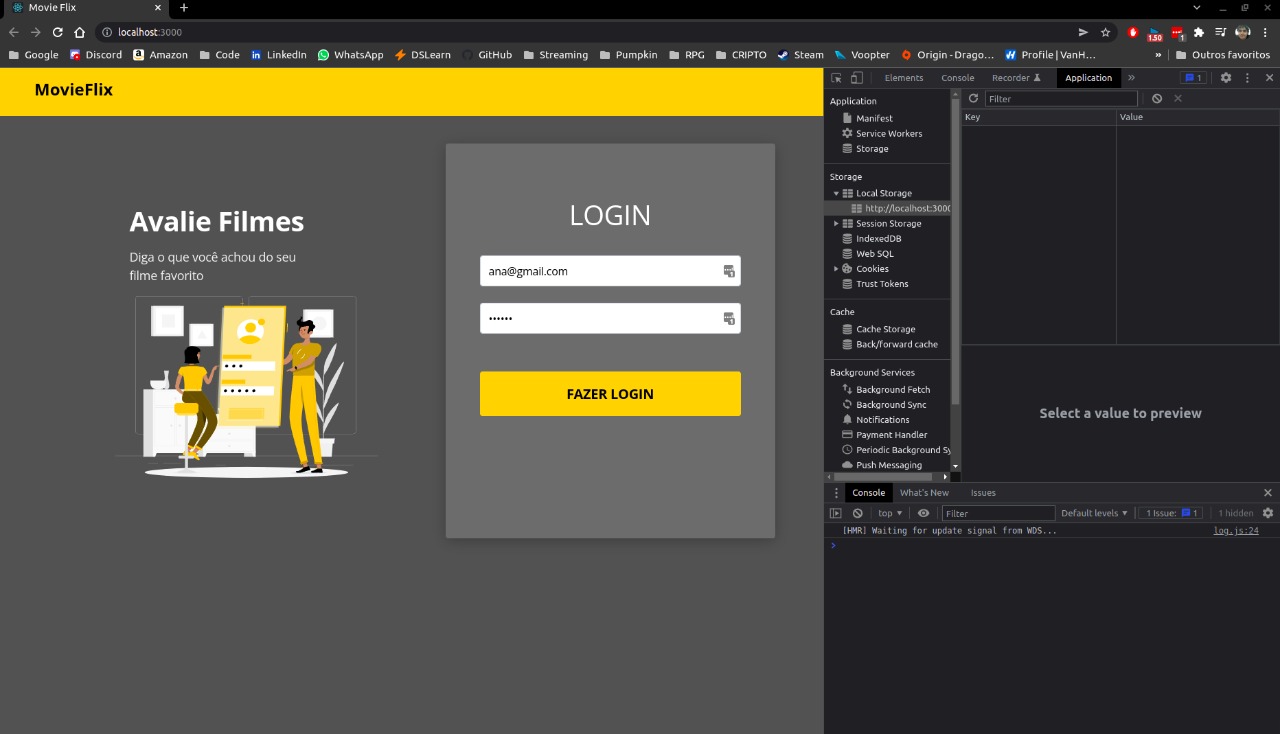 Movie Flix
localhost:3000
1.50
1
Google
Discord
Amazon
Code
LinkedIn
WhatsApp
DSLearn
GitHub
Streaming
Pumpkin
RPG
CRIPTO
Steam
Voopter
Origin - Drago…
Profile | VanH…
»
Outros favoritos
MovieFlix
Avalie Filmes
Diga o que você achou do seu
filme favorito
LOGIN
ana@gmail.com
••••••
FAZER LOGIN
Elements
Console
Recorder
Application
»
1
Application
Manifest
Service Workers
Storage
Storage
Local Storage
http://localhost:3000
Session Storage
IndexedDB
Web SQL
Cookies
Trust Tokens
Cache
Cache Storage
Back/forward cache
Background Services
Background Fetch
Background Sync
Notifications
Payment Handler
Periodic Background Sy
Push Messaging
Filter
Key
Value
Select a value to preview
Console
What's New
Issues
top
Filter
Default levels
1 Issue:
1
1 hidden
[HMR] Waiting for update signal from WDS...
log.js:24